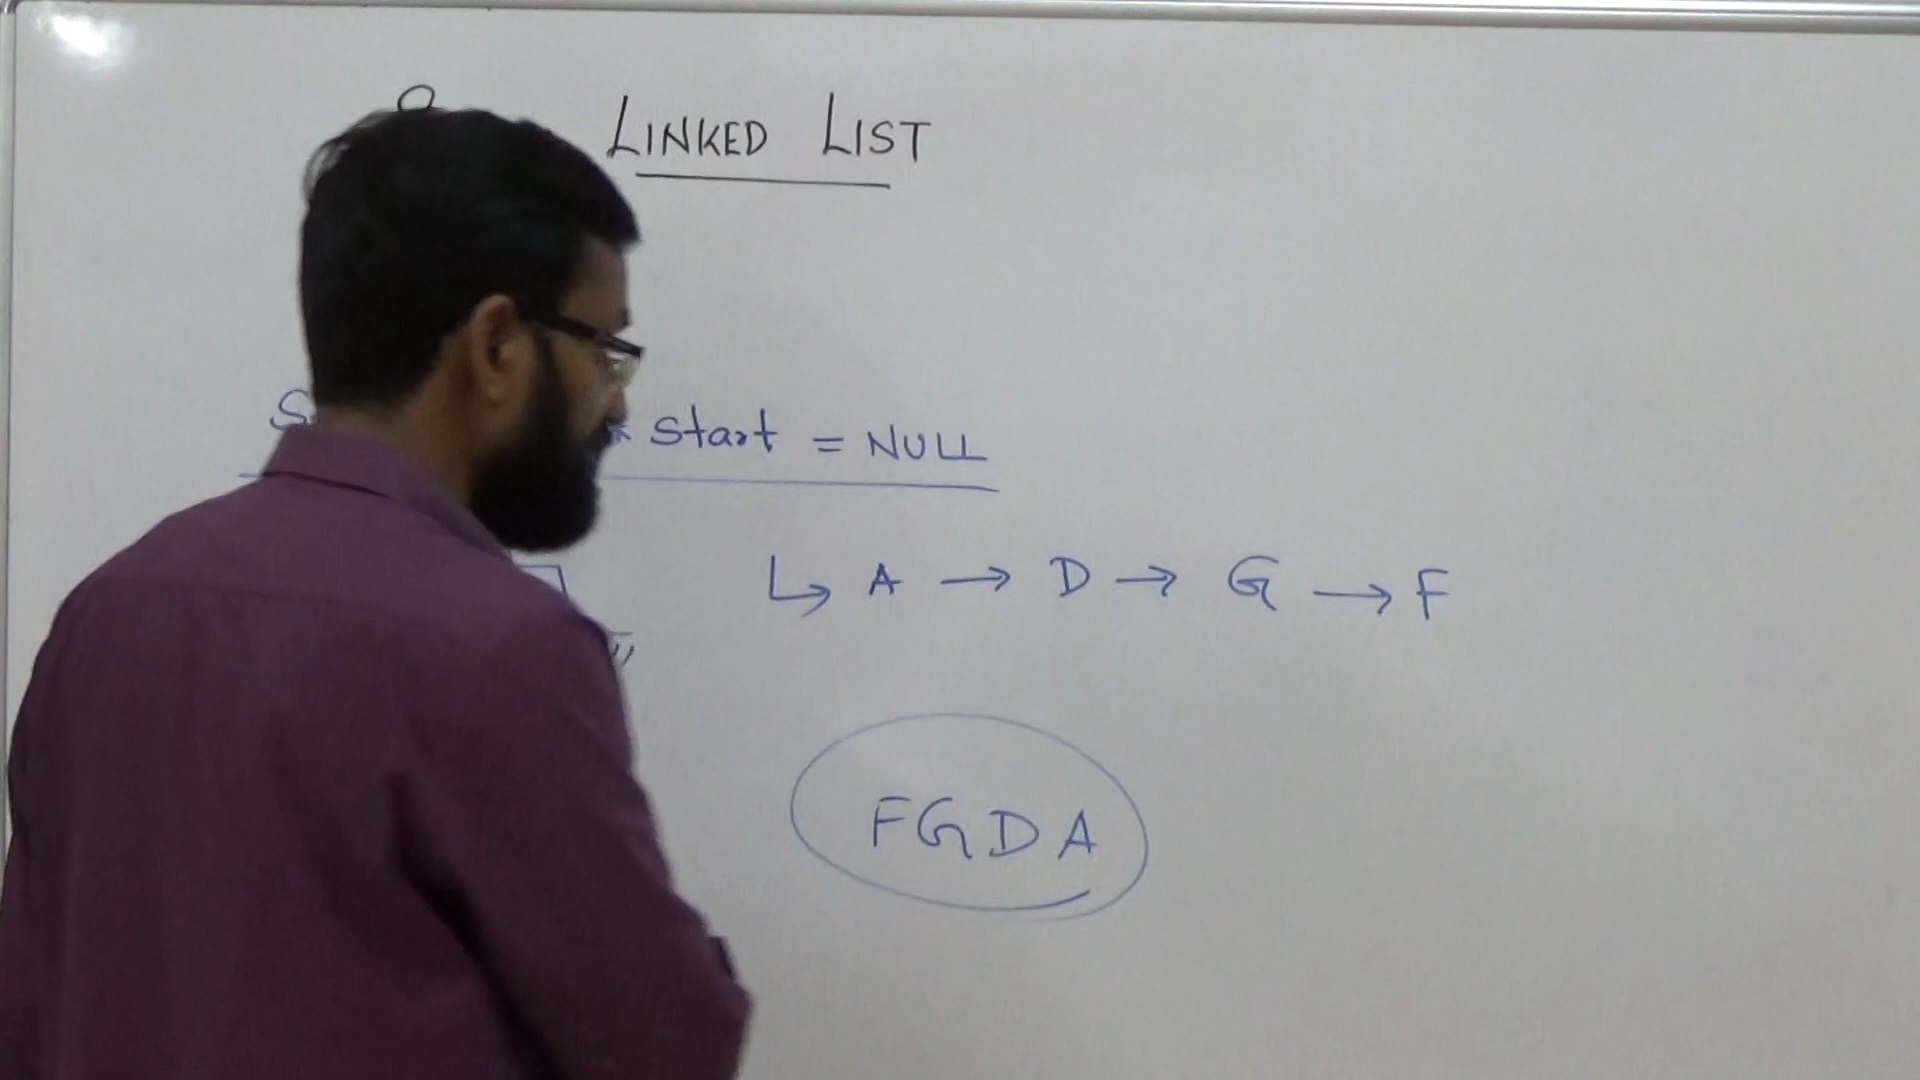 LINKED LIST
* start = NULL
↳ A → D → G → F
FGDA